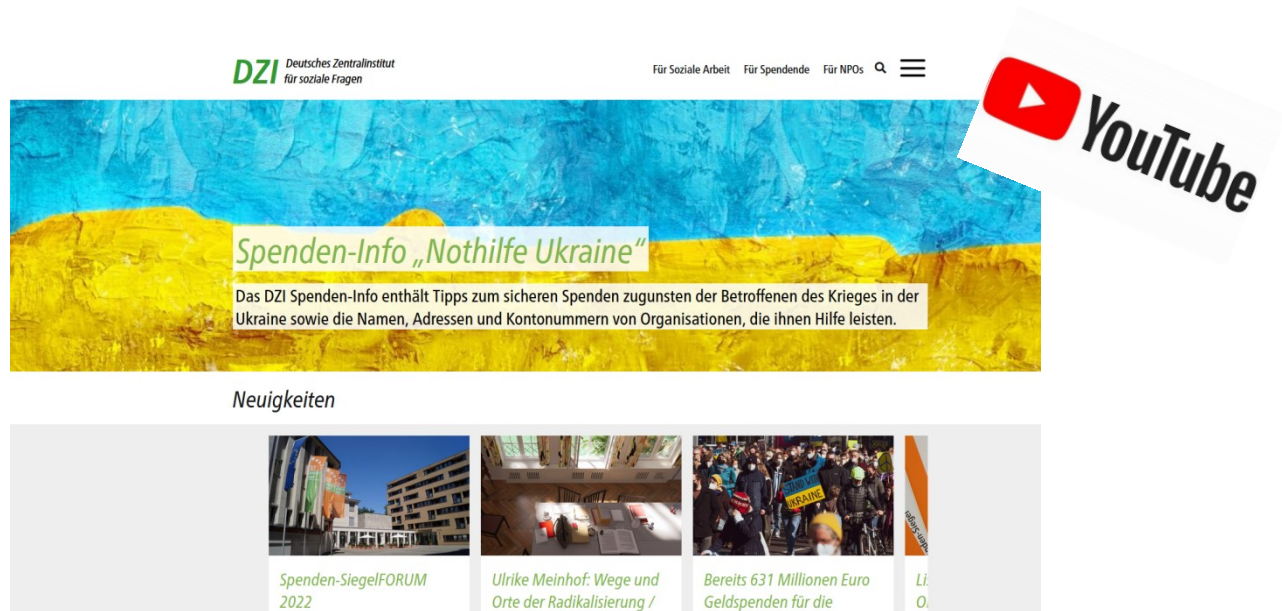 DZI Deutsches Zentralinstitut
für soziale Fragen
Für Soziale Arbeit Für Spendende Für NPOs
YouTube
Spenden-Info „Nothilfe Ukraine“
Das DZI Spenden-Info enthält Tipps zum sicheren Spenden zugunsten der Betroffenen des Krieges in der
Ukraine sowie die Namen, Adressen und Kontonummern von Organisationen, die ihnen Hilfe leisten.
Neuigkeiten
STAND WITH
UKRAINE
Spenden-SiegelFORUM
2022
Ulrike Meinhof: Wege und
Orte der Radikalisierung /
Bereits 631 Millionen Euro
Geldspenden für die